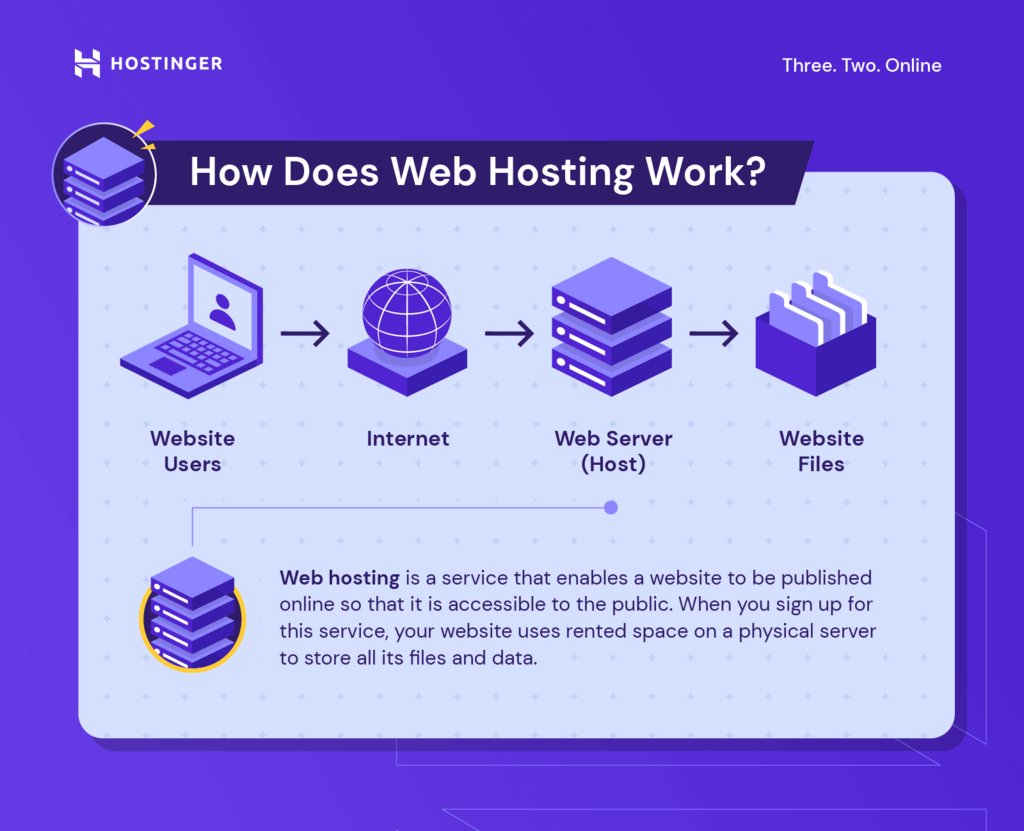 HOSTINGER
Three. Two. Online
How Does Web Hosting Work?
Website
Users
Internet
Web Server
(Host)
Website
Files
Web hosting is a service that enables a website to be published
online so that it is accessible to the public. When you sign up for
this service, your website uses rented space on a physical server
to store all its files and data.